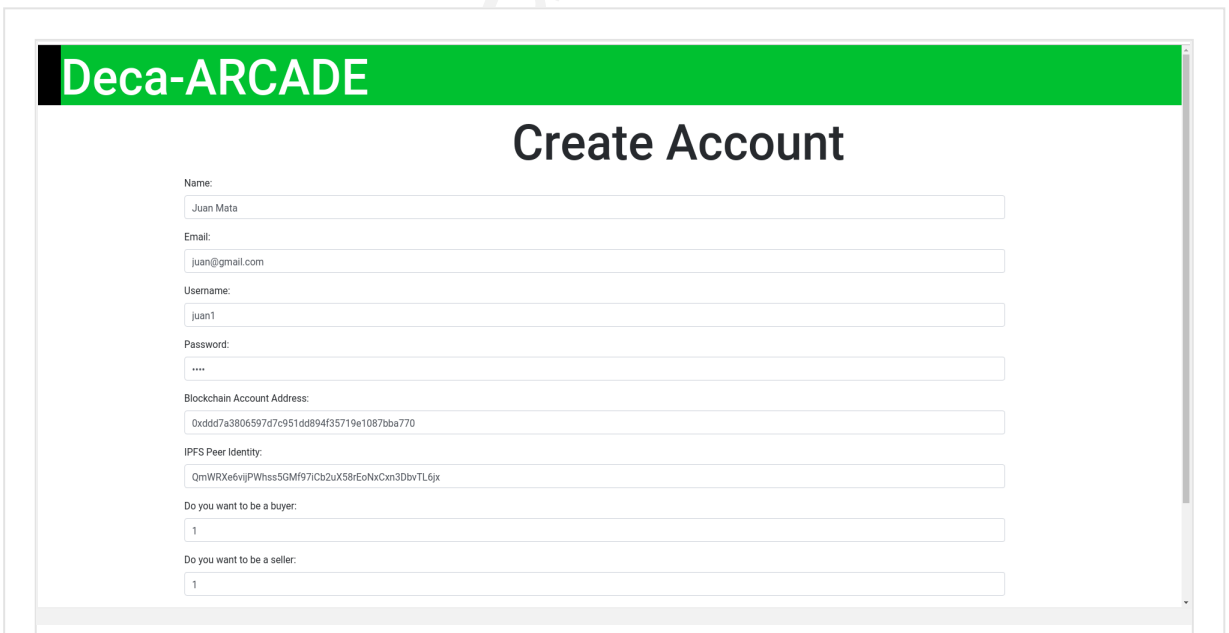 Deca-ARCADE
Create Account
Name:
Juan Mata
Email:
juan@gmail.com
Username:
juan1
Password:
••••
Blockchain Account Address:
0xddd7a3806597d7c951dd894f35719e1087bba770
IPFS Peer Identity:
QmWRXe6vijPWhss5GMf97iCb2uX58rEoNxCxn3DbvTL6jx
Do you want to be a buyer:
1
Do you want to be a seller:
1